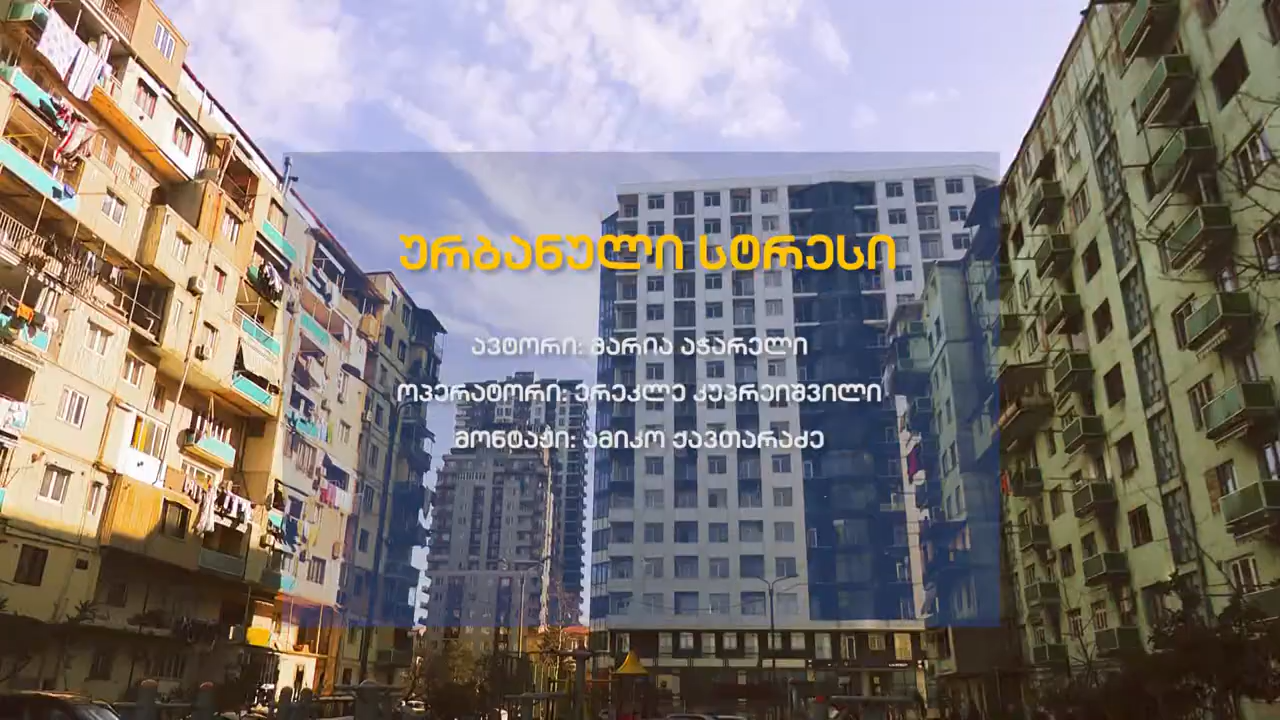 ურბანული სტრესი
ავტორი: მარია აჭარელი
ოპერატორი: ერეკლე კუპრეიშვილი
მონტაჟი: ამიკო ქავთარაძე